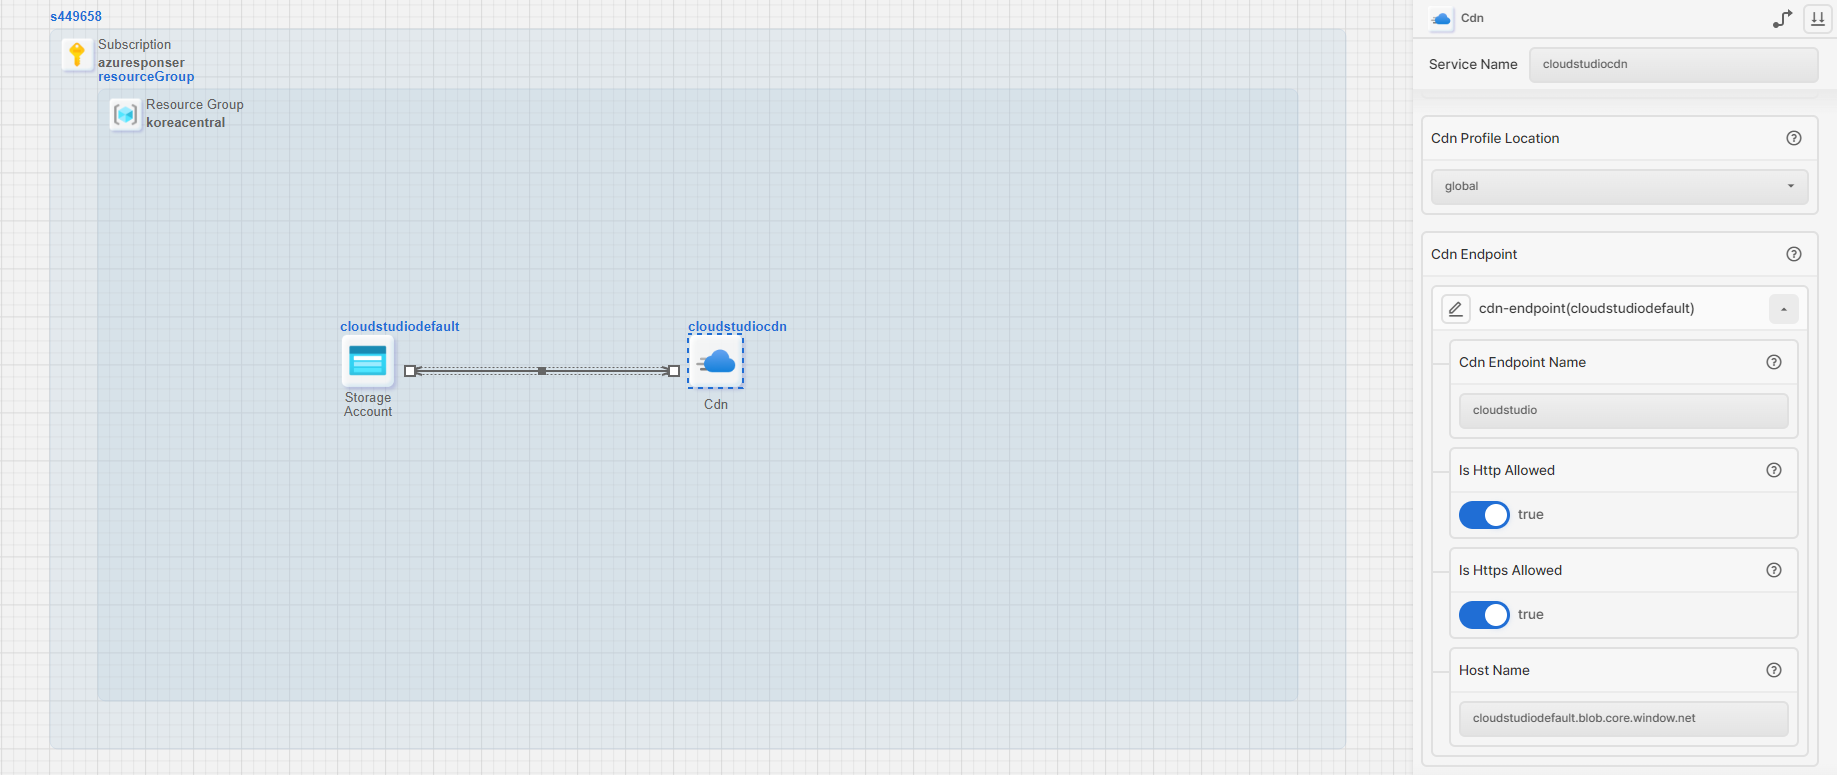 s449658
Subscription
azuresponser
resourceGroup
Resource Group
koreacentral
cloudstudiodefault
Storage
Account
cloudstudiocdn
Cdn
Cdn
Service Name
cloudstudiocdn
Cdn Profile Location
global
Cdn Endpoint
cdn-endpoint(cloudstudiodefault)
Cdn Endpoint Name
cloudstudio
Is Http Allowed
true
Is Https Allowed
true
Host Name
cloudstudiodefault.blob.core.window.net